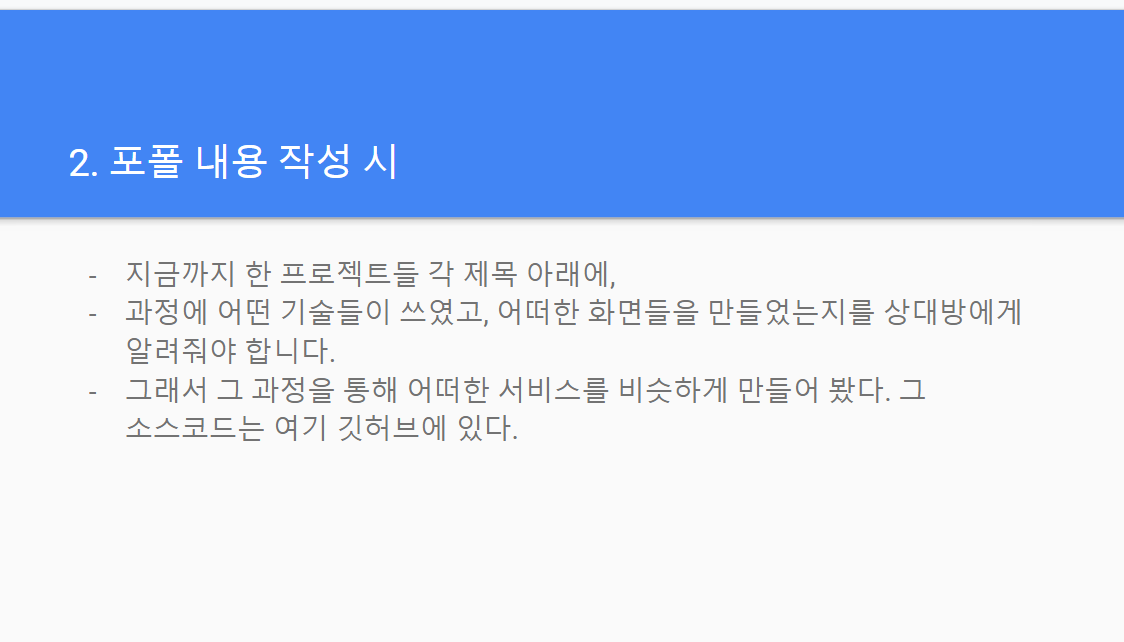 2. 포폴 내용 작성 시
- 지금까지 한 프로젝트들 각 제목 아래에,
- 과정에 어떤 기술들이 쓰였고, 어떠한 화면들을 만들었는지를 상대방에게
알려줘야 합니다.
- 그래서 그 과정을 통해 어떠한 서비스를 비슷하게 만들어 봤다. 그
소스코드는 여기 깃허브에 있다.